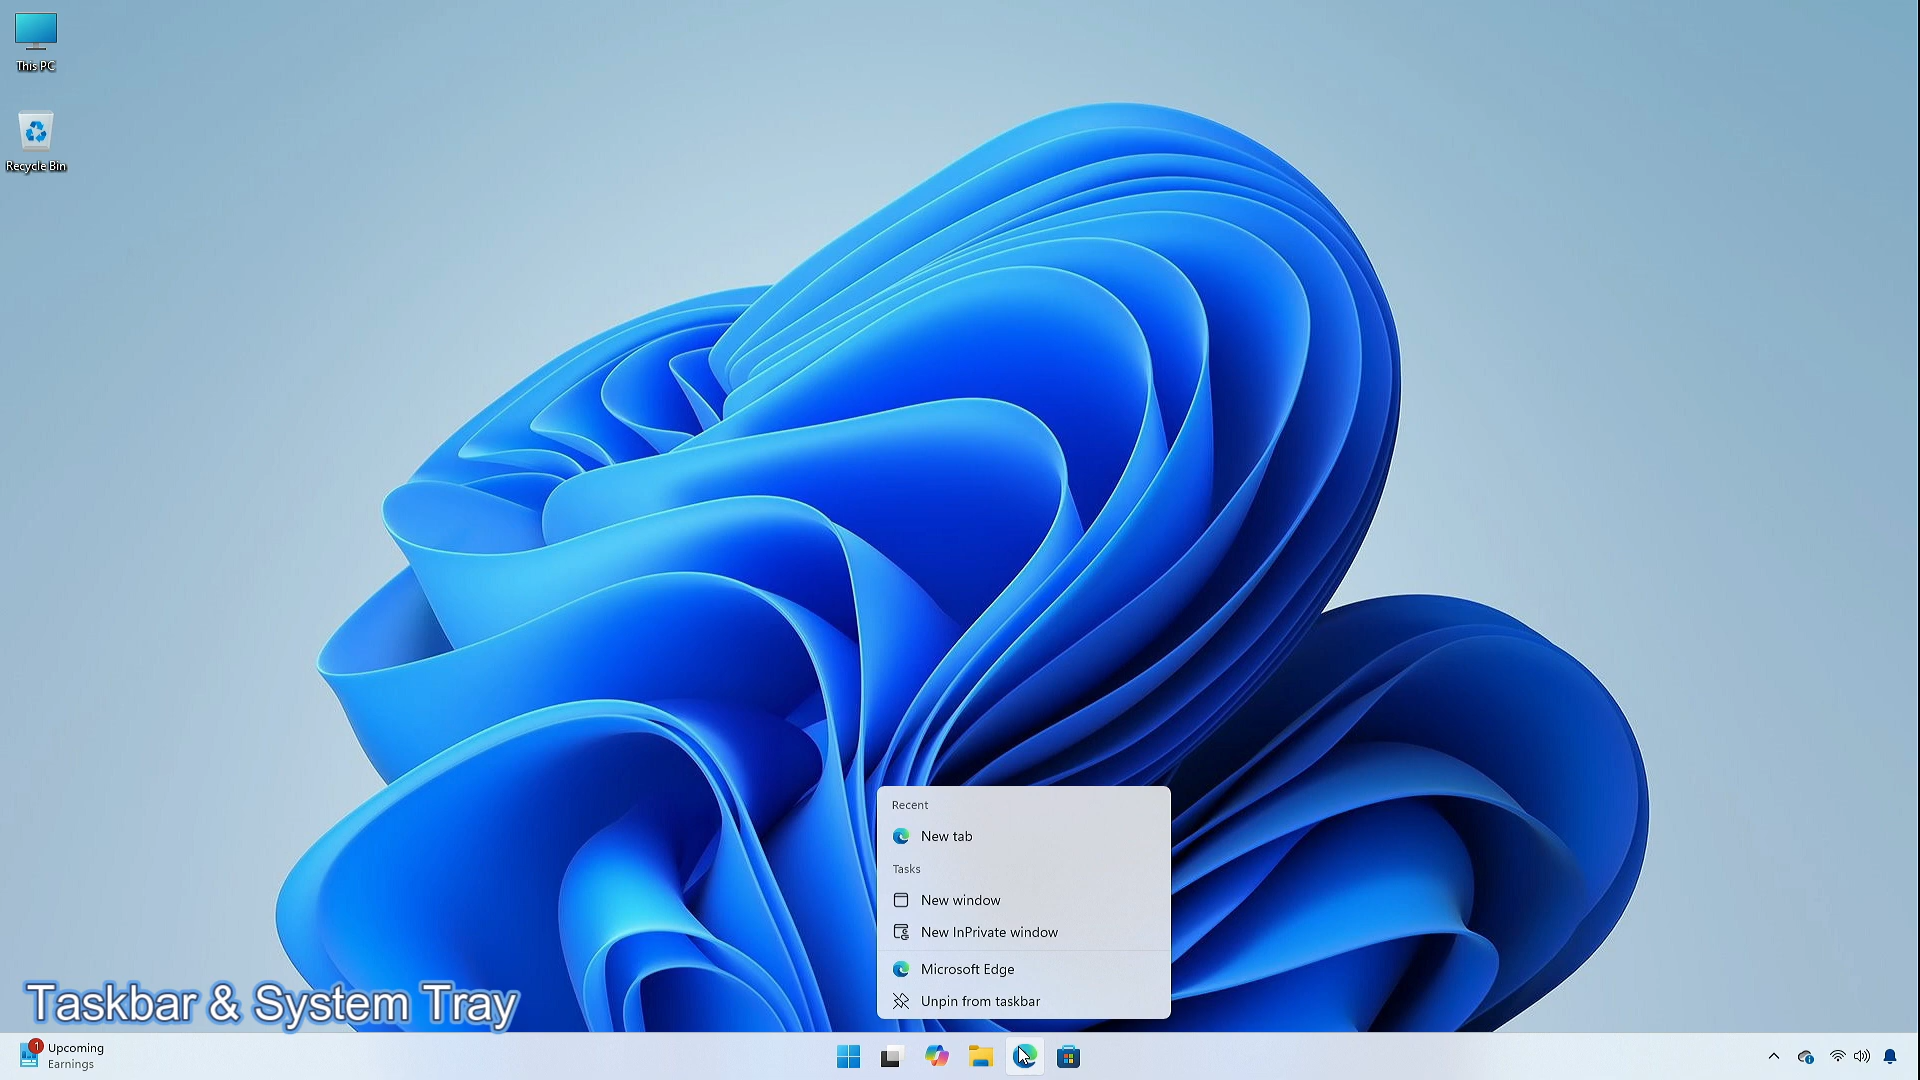 This PC
Recycle Bin
Recent
New tab
Tasks
New window
New InPrivate window
Microsoft Edge
Unpin from taskbar
Taskbar & System Tray
1
Upcoming
Earnings